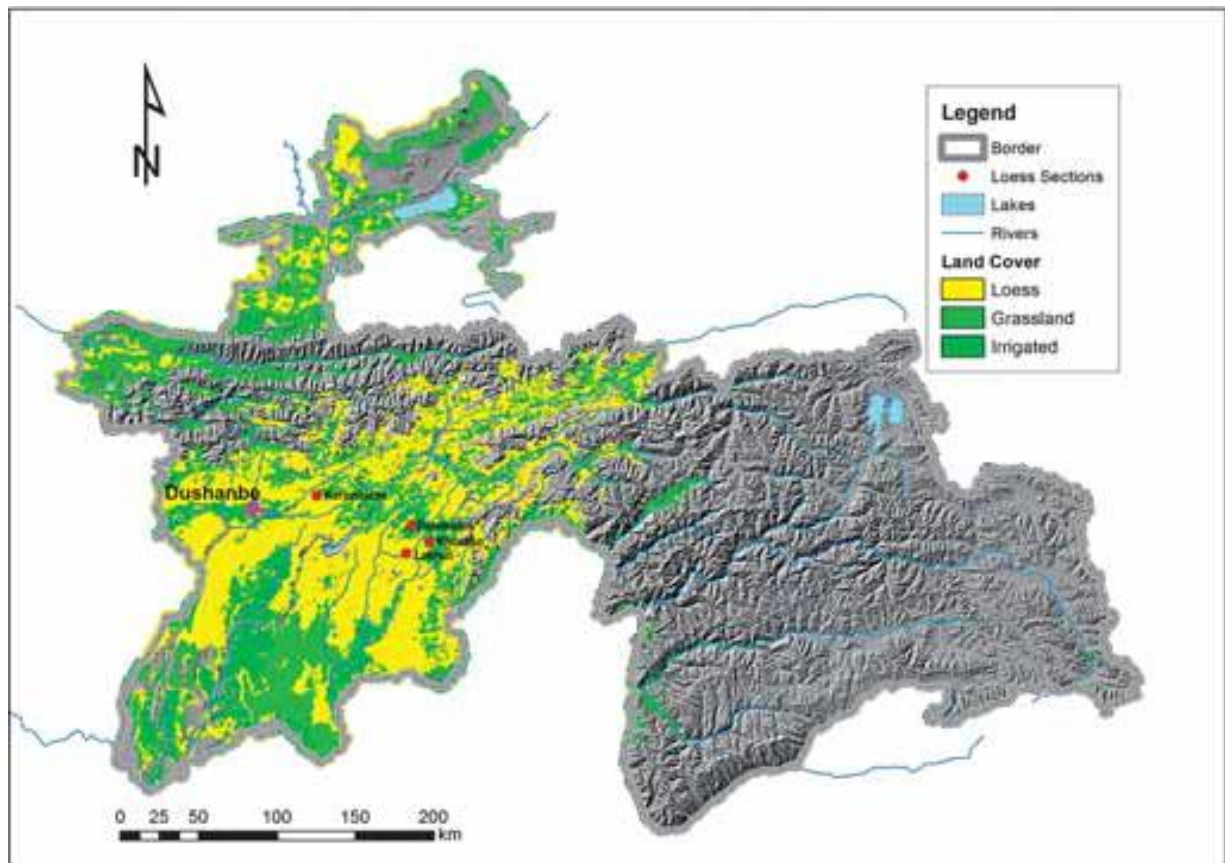 N
Legend
Border
Loess Sections
Lakes
Rivers
Land Cover
Loess
Grassland
Irrigated
Dushanbe
0 25 50 100 150 200
km